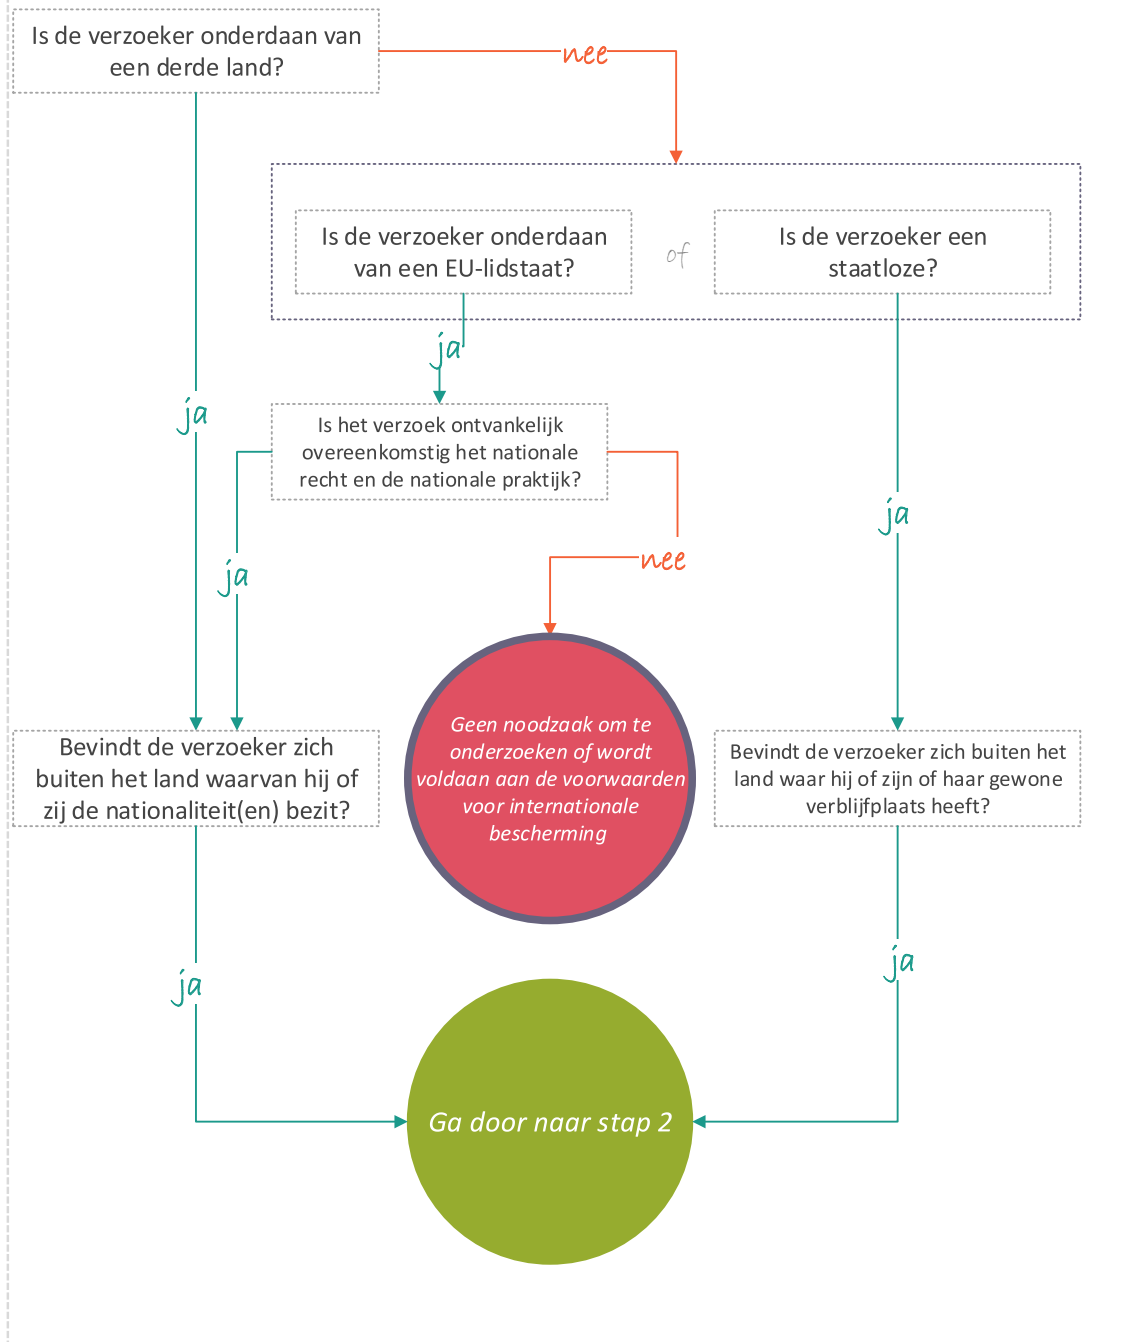 Is de verzoeker onderdaan van
een derde land?
nee
Is de verzoeker onderdaan
van een EU-lidstaat?
of
Is de verzoeker een
staatloze?
ja
Is het verzoek ontvankelijk
overeenkomstig het nationale
recht en de nationale praktijk?
ja
ja
ja
nee
Bevindt de verzoeker zich
buiten het land waarvan hij of
zij de nationaliteit(en) bezit?
Geen noodzaak om te
onderzoeken of wordt
voldaan aan de voorwaarden
voor internationale
bescherming
Bevindt de verzoeker zich buiten het
land waar hij of zijn of haar gewone
verblijfplaats heeft?
ja
ja
Ga door naar stap 2